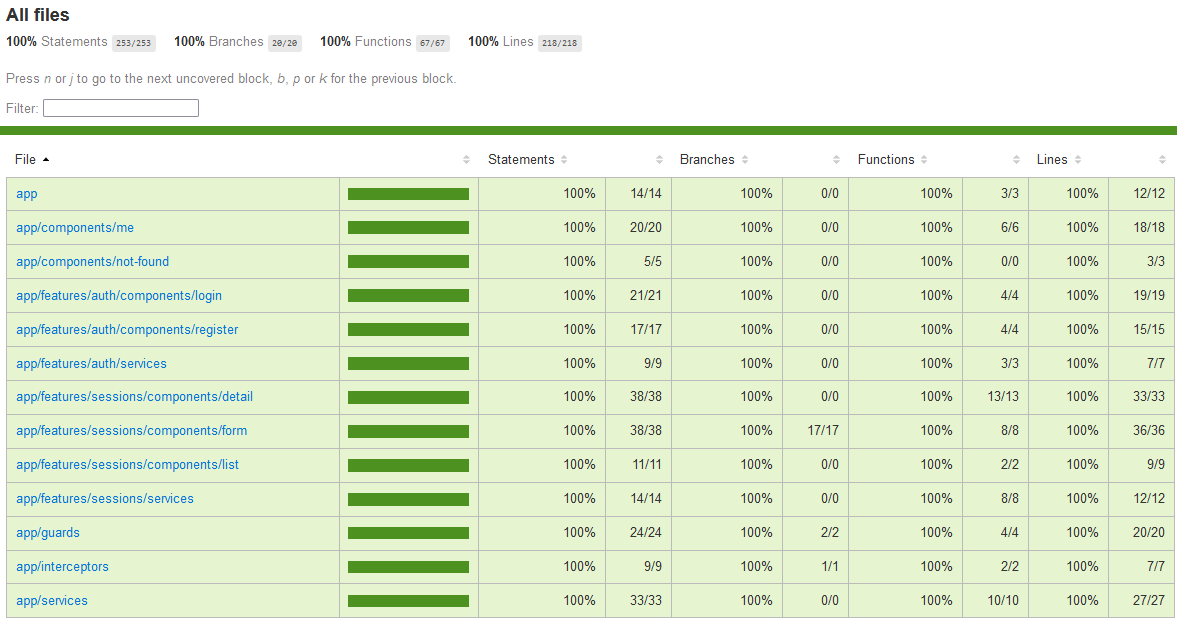 All files
100% Statements 253/253 100% Branches 20/20 100% Functions 67/67 100% Lines 218/218
Press n or j to go to the next uncovered block, b, p or k for the previous block.
Filter:
File Statements Branches Functions Lines
app 100% 14/14 100% 0/0 100% 3/3 100% 12/12
app/components/me 100% 20/20 100% 0/0 100% 6/6 100% 18/18
app/components/not-found 100% 5/5 100% 0/0 100% 0/0 100% 3/3
app/features/auth/components/login 100% 21/21 100% 0/0 100% 4/4 100% 19/19
app/features/auth/components/register 100% 17/17 100% 0/0 100% 4/4 100% 15/15
app/features/auth/services 100% 9/9 100% 0/0 100% 3/3 100% 7/7
app/features/sessions/components/detail 100% 38/38 100% 0/0 100% 13/13 100% 33/33
app/features/sessions/components/form 100% 38/38 100% 17/17 100% 8/8 100% 36/36
app/features/sessions/components/list 100% 11/11 100% 0/0 100% 2/2 100% 9/9
app/features/sessions/services 100% 14/14 100% 0/0 100% 8/8 100% 12/12
app/guards 100% 24/24 100% 2/2 100% 4/4 100% 20/20
app/interceptors 100% 9/9 100% 1/1 100% 2/2 100% 7/7
app/services 100% 33/33 100% 0/0 100% 10/10 100% 27/27